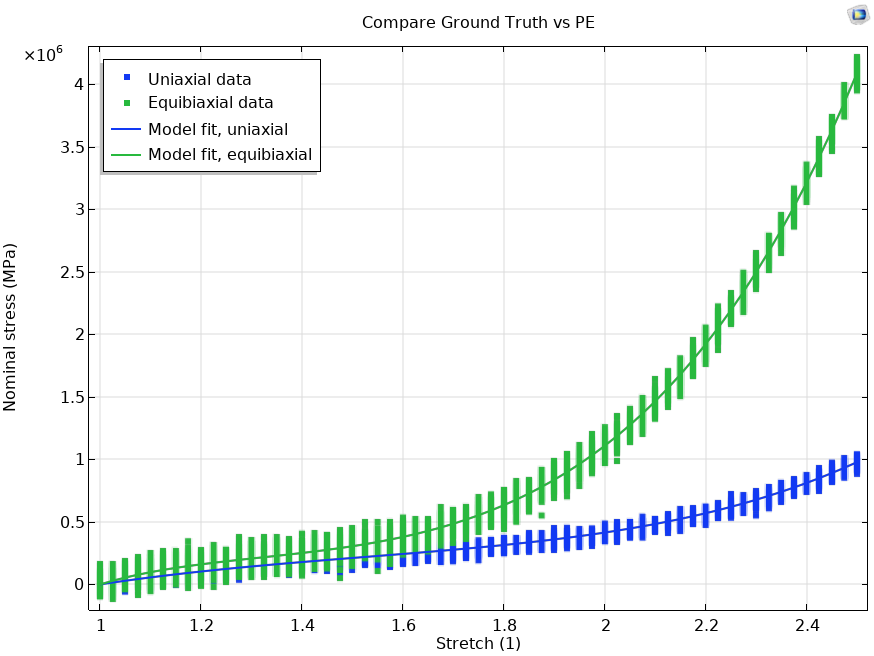 Compare Ground Truth vs PE
×10⁶
Uniaxial data
Equibiaxial data
Model fit, uniaxial
Model fit, equibiaxial
4
3.5
3
2.5
2
1.5
1
0.5
0
Nominal stress (MPa)
1 1.2 1.4 1.6 1.8 2 2.2 2.4
Stretch (1)